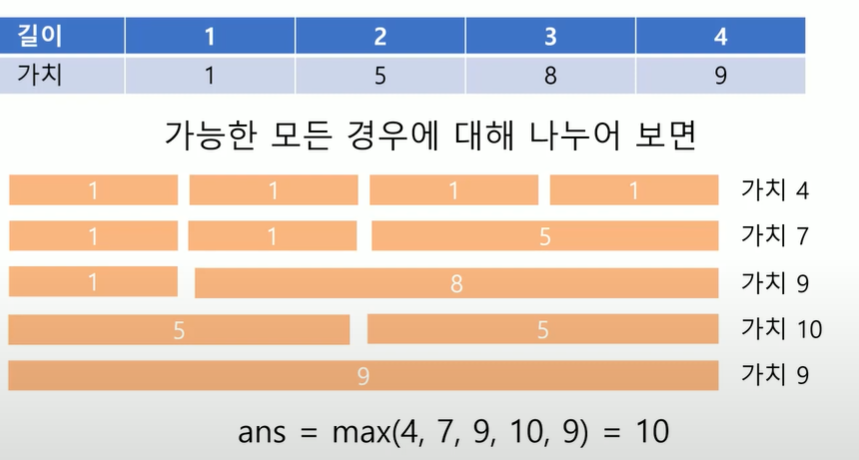 길이 1 2 3 4
가치 1 5 8 9
가능한 모든 경우에 대해 나누어 보면
1 1 1 1 가치 4
1 1 5 가치 7
1 8 가치 9
5 5 가치 10
9 가치 9
ans = max(4, 7, 9, 10, 9) = 10